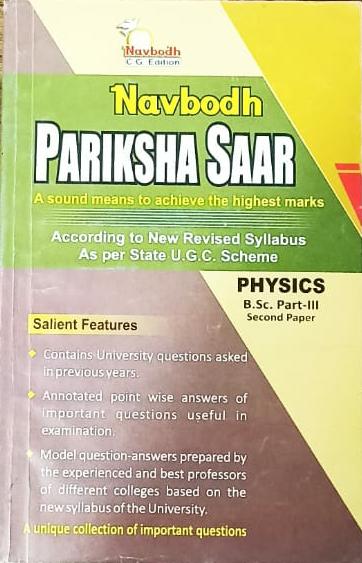 Navbodh
C.G. Edition
Navbodh
PARIKSHA SAAR
A sound means to achieve the highest marks
According to New Revised Syllabus
As per State U.G.C. Scheme
PHYSICS
B.Sc. Part-III
Second Paper
Salient Features
Contains University questions asked
in previous years.
Annotated point wise answers of
important questions useful in
examination.
Model question-answers prepared by
the experienced and best professors
of different colleges based on the
new syllabus of the University.
A unique collection of important questions